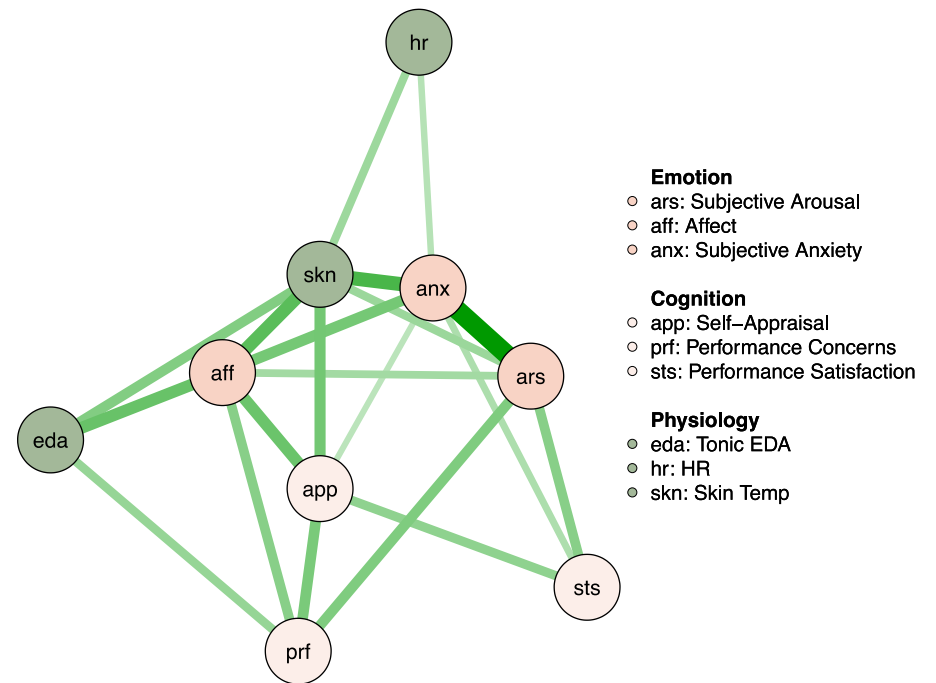 hr
skn
anx
aff
ars
eda
app
sts
prf
Emotion
ars: Subjective Arousal
aff: Affect
anx: Subjective Anxiety
Cognition
app: Self−Appraisal
prf: Performance Concerns
sts: Performance Satisfaction
Physiology
eda: Tonic EDA
hr: HR
skn: Skin Temp